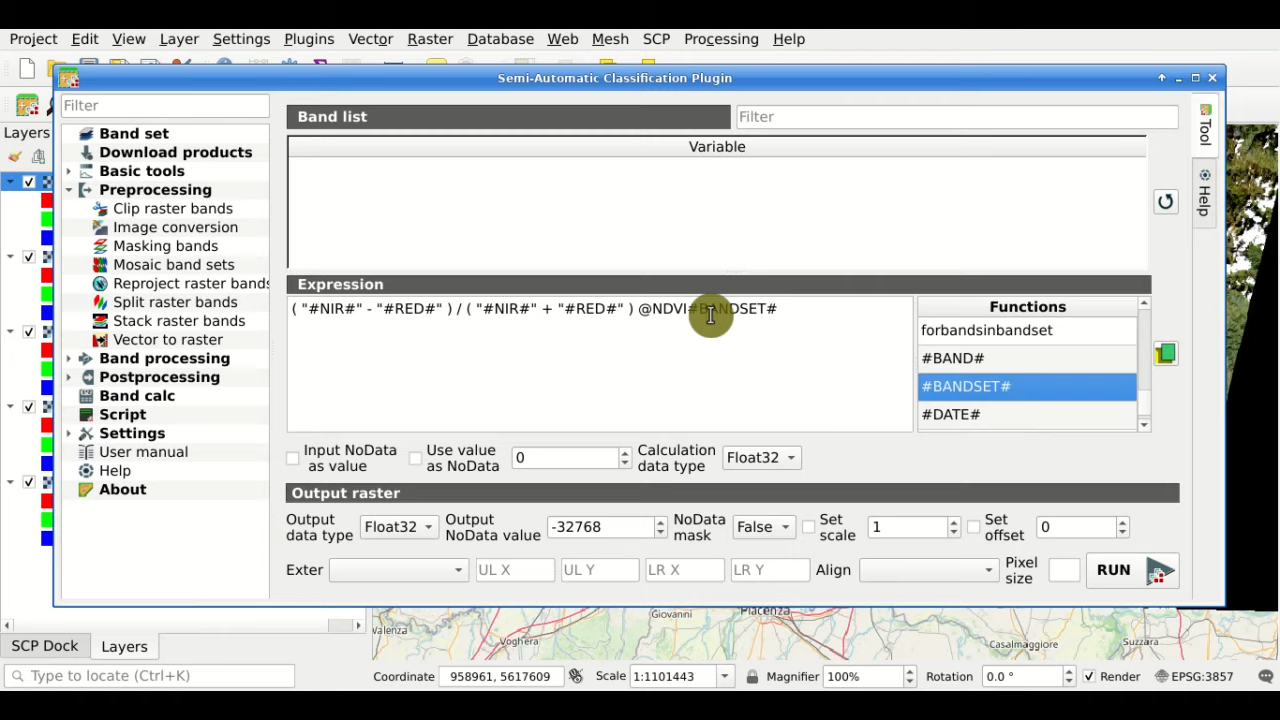 Project Edit View Layer Settings Plugins Vector Raster Database Web Mesh SCP Processing Help
Semi-Automatic Classification Plugin
Layers
Filter
Band set
Download products
Basic tools
Preprocessing
Clip raster bands
Image conversion
Masking bands
Mosaic band sets
Reproject raster bands
Split raster bands
Stack raster bands
Vector to raster
Band processing
Postprocessing
Band calc
Script
Settings
User manual
Help
About
Band list
Filter
Variable
Expression
( "#NIR#" - "#RED#" ) / ( "#NIR#" + "#RED#" ) @NDVI#BANDSET#
Functions
forbandsinbandset
#BAND#
#BANDSET#
#DATE#
Input NoData
as value
Use value
as NoData
0
Calculation
data type
Float32
Output raster
Output
data type
Float32
Output
NoData value
-32768
NoData
mask
False
Set
scale
1
Set
offset
0
Exter
UL X
UL Y
LR X
LR Y
Align
Pixel
size
RUN
Tool
Help
Giovanni
Piacenza
Valenza
Voghera
Casalmaggiore
Suzzara
SCP Dock
Layers
Type to locate (Ctrl+K)
Coordinate 958961, 5617609
Scale 1:1101443
Magnifier 100%
Rotation 0.0 °
Render
EPSG:3857